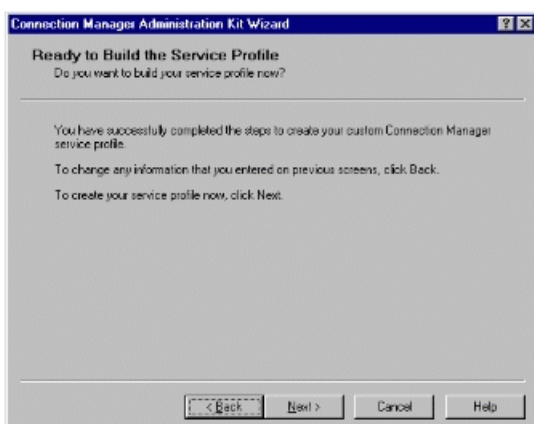 Connection Manager Administration Kit Wizard
Ready to Build the Service Profile
Do you want to build your service profile now?
You have successfully completed the steps to create your custom Connection Manager
service profile.
To change any information that you entered on previous screens, click Back.
To create your service profile now, click Next.
< Back Next > Cancel Help